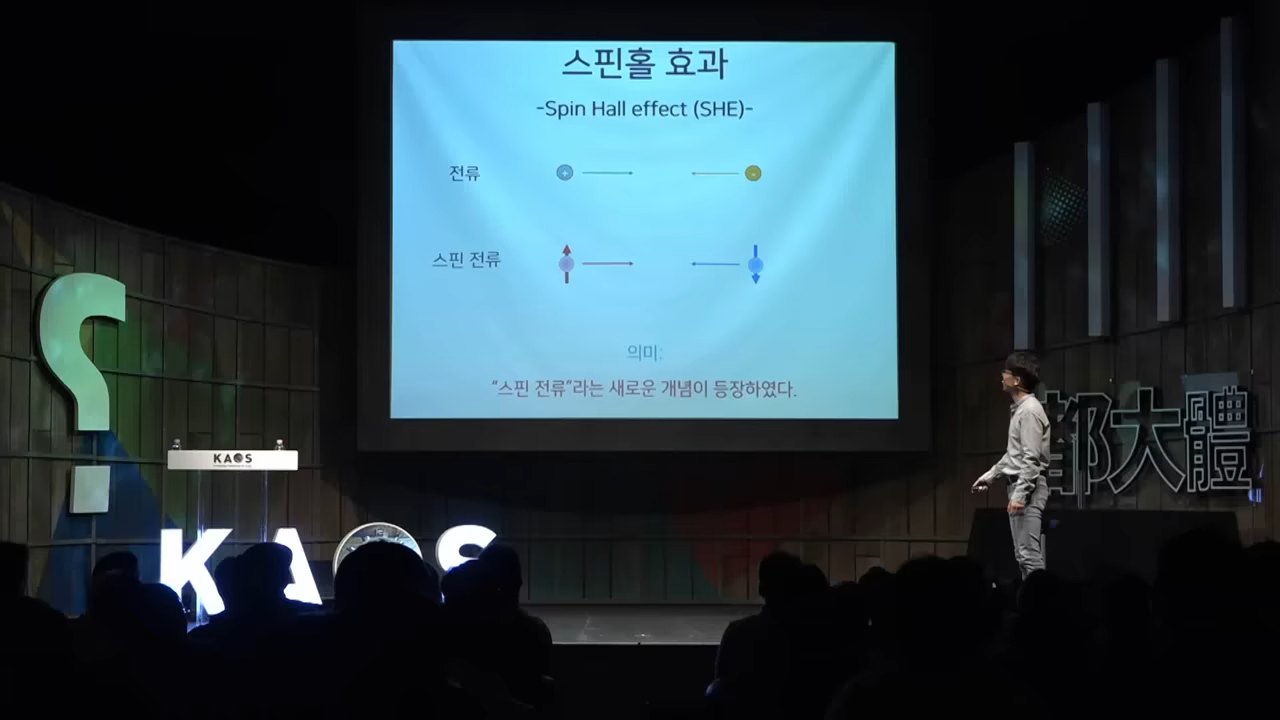 스핀홀 효과
-Spin Hall effect (SHE)-
전류
스핀 전류
의미:
“스핀 전류”라는 새로운 개념이 등장하였다.
KAOS
KAOS
都大體